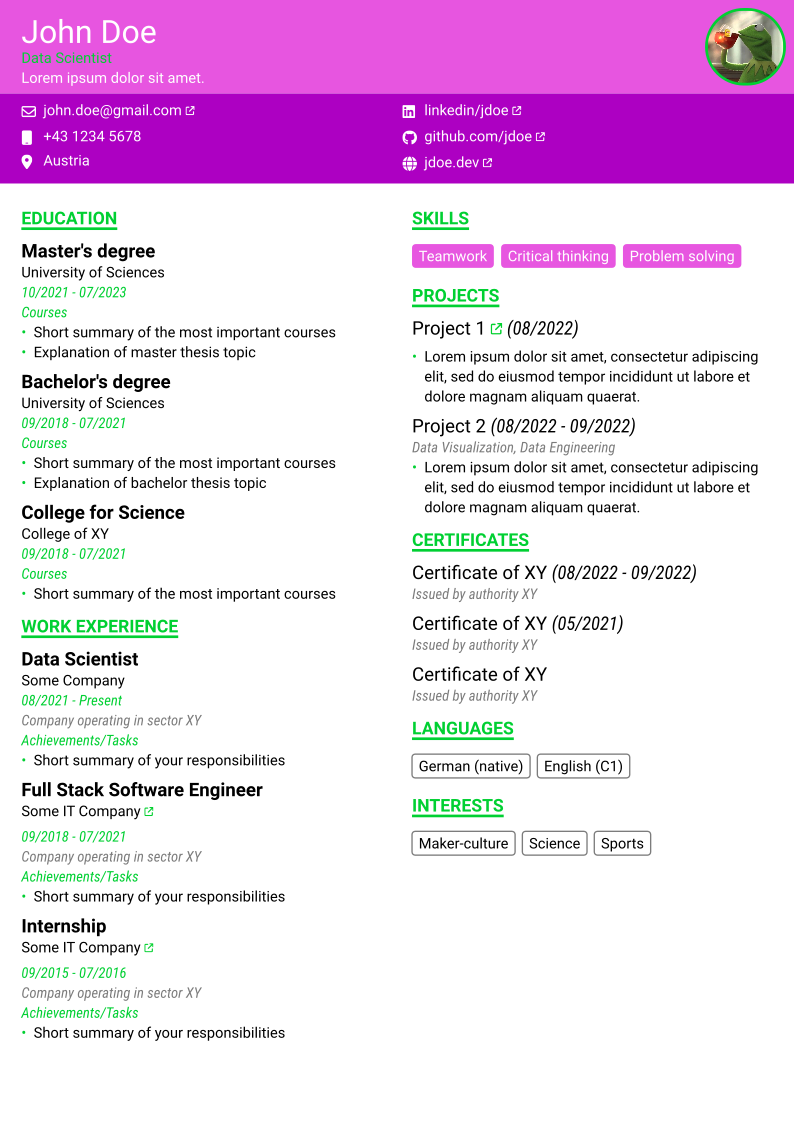 John Doe
Data Scientist
Lorem ipsum dolor sit amet.
john.doe@gmail.com
+43 1234 5678
Austria
linkedin/jdoe
github.com/jdoe
jdoe.dev
EDUCATION
Master's degree
University of Sciences
10/2021 - 07/2023
Courses
• Short summary of the most important courses
• Explanation of master thesis topic
Bachelor's degree
University of Sciences
09/2018 - 07/2021
Courses
• Short summary of the most important courses
• Explanation of bachelor thesis topic
College for Science
College of XY
09/2018 - 07/2021
Courses
• Short summary of the most important courses
WORK EXPERIENCE
Data Scientist
Some Company
08/2021 - Present
Company operating in sector XY
Achievements/Tasks
• Short summary of your responsibilities
Full Stack Software Engineer
Some IT Company
09/2018 - 07/2021
Company operating in sector XY
Achievements/Tasks
• Short summary of your responsibilities
Internship
Some IT Company
09/2015 - 07/2016
Company operating in sector XY
Achievements/Tasks
• Short summary of your responsibilities
SKILLS
Teamwork Critical thinking Problem solving
PROJECTS
Project 1 (08/2022)
• Lorem ipsum dolor sit amet, consectetur adipiscing
elit, sed do eiusmod tempor incididunt ut labore et
dolore magnam aliquam quaerat.
Project 2 (08/2022 - 09/2022)
Data Visualization, Data Engineering
• Lorem ipsum dolor sit amet, consectetur adipiscing
elit, sed do eiusmod tempor incididunt ut labore et
dolore magnam aliquam quaerat.
CERTIFICATES
Certificate of XY (08/2022 - 09/2022)
Issued by authority XY
Certificate of XY (05/2021)
Issued by authority XY
Certificate of XY
Issued by authority XY
LANGUAGES
German (native) English (C1)
INTERESTS
Maker-culture Science Sports